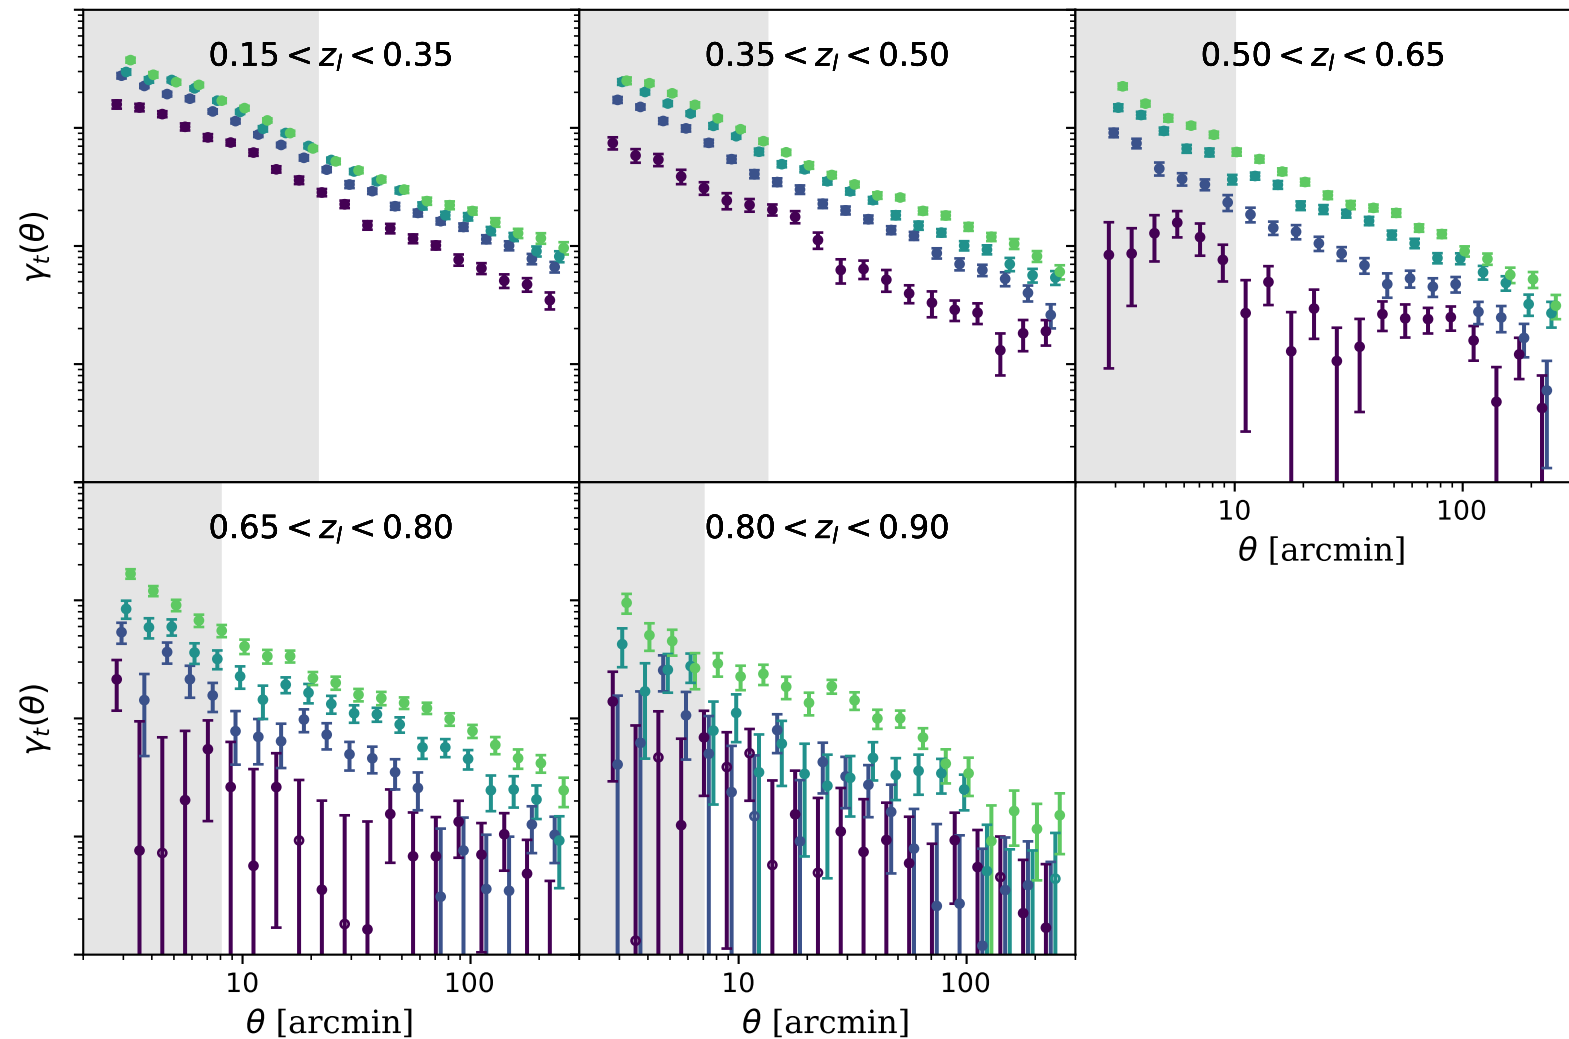 0.15 < z_l < 0.35
0.35 < z_l < 0.50
0.50 < z_l < 0.65
γ_t(θ)
10 100
θ [arcmin]
0.65 < z_l < 0.80
0.80 < z_l < 0.90
γ_t(θ)
10 100
10 100
θ [arcmin]
θ [arcmin]